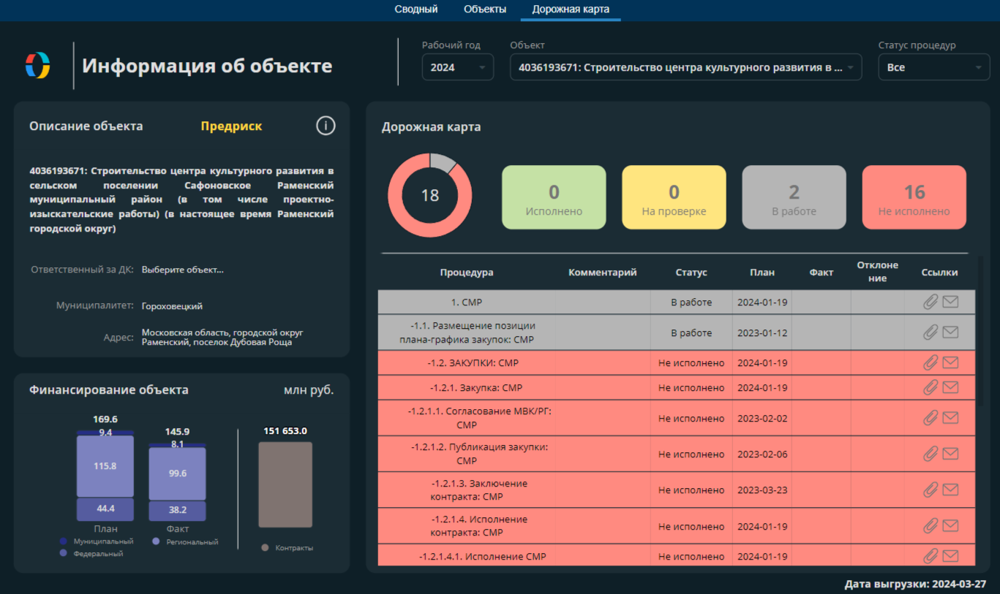 Сводный Объекты Дорожная карта
Информация об объекте
Рабочий год
2024
Объект
4036193671: Строительство центра культурного развития в ...
Статус процедур
Все
Описание объекта Предриск i
4036193671: Строительство центра культурного развития в
сельском поселении Сафоновское Раменский
муниципальный район (в том числе проектно-
изыскательские работы) (в настоящее время Раменский
городской округ)
Ответственный за ДК: Выберите объект...
Муниципалитет: Гороховецкий
Адрес: Московская область, городской округ
Раменский, поселок Дубовая Роща
Финансирование объекта млн руб.
169.6
9.4
115.8
44.4
План
145.9
8.1
99.6
38.2
Факт
Муниципальный Региональный
Федеральный
151 653.0
Контракты
Дорожная карта
18
0
Исполнено
0
На проверке
2
В работе
16
Не исполнено
Процедура Комментарий Статус План Факт Отклоне
ние Ссылки
1. СМР В работе 2024-01-19
-1.1. Размещение позиции
плана-графика закупок: СМР В работе 2023-01-12
-1.2. ЗАКУПКИ: СМР Не исполнено 2024-01-19
-1.2.1. Закупка: СМР Не исполнено 2024-01-19
-1.2.1.1. Согласование МВК/РГ:
СМР Не исполнено 2023-02-02
-1.2.1.2. Публикация закупки:
СМР Не исполнено 2023-02-06
-1.2.1.3. Заключение
контракта: СМР Не исполнено 2023-03-23
-1.2.1.4. Исполнение
контракта: СМР Не исполнено 2024-01-19
-1.2.1.4.1. Исполнение СМР Не исполнено 2024-01-19
Дата выгрузки: 2024-03-27